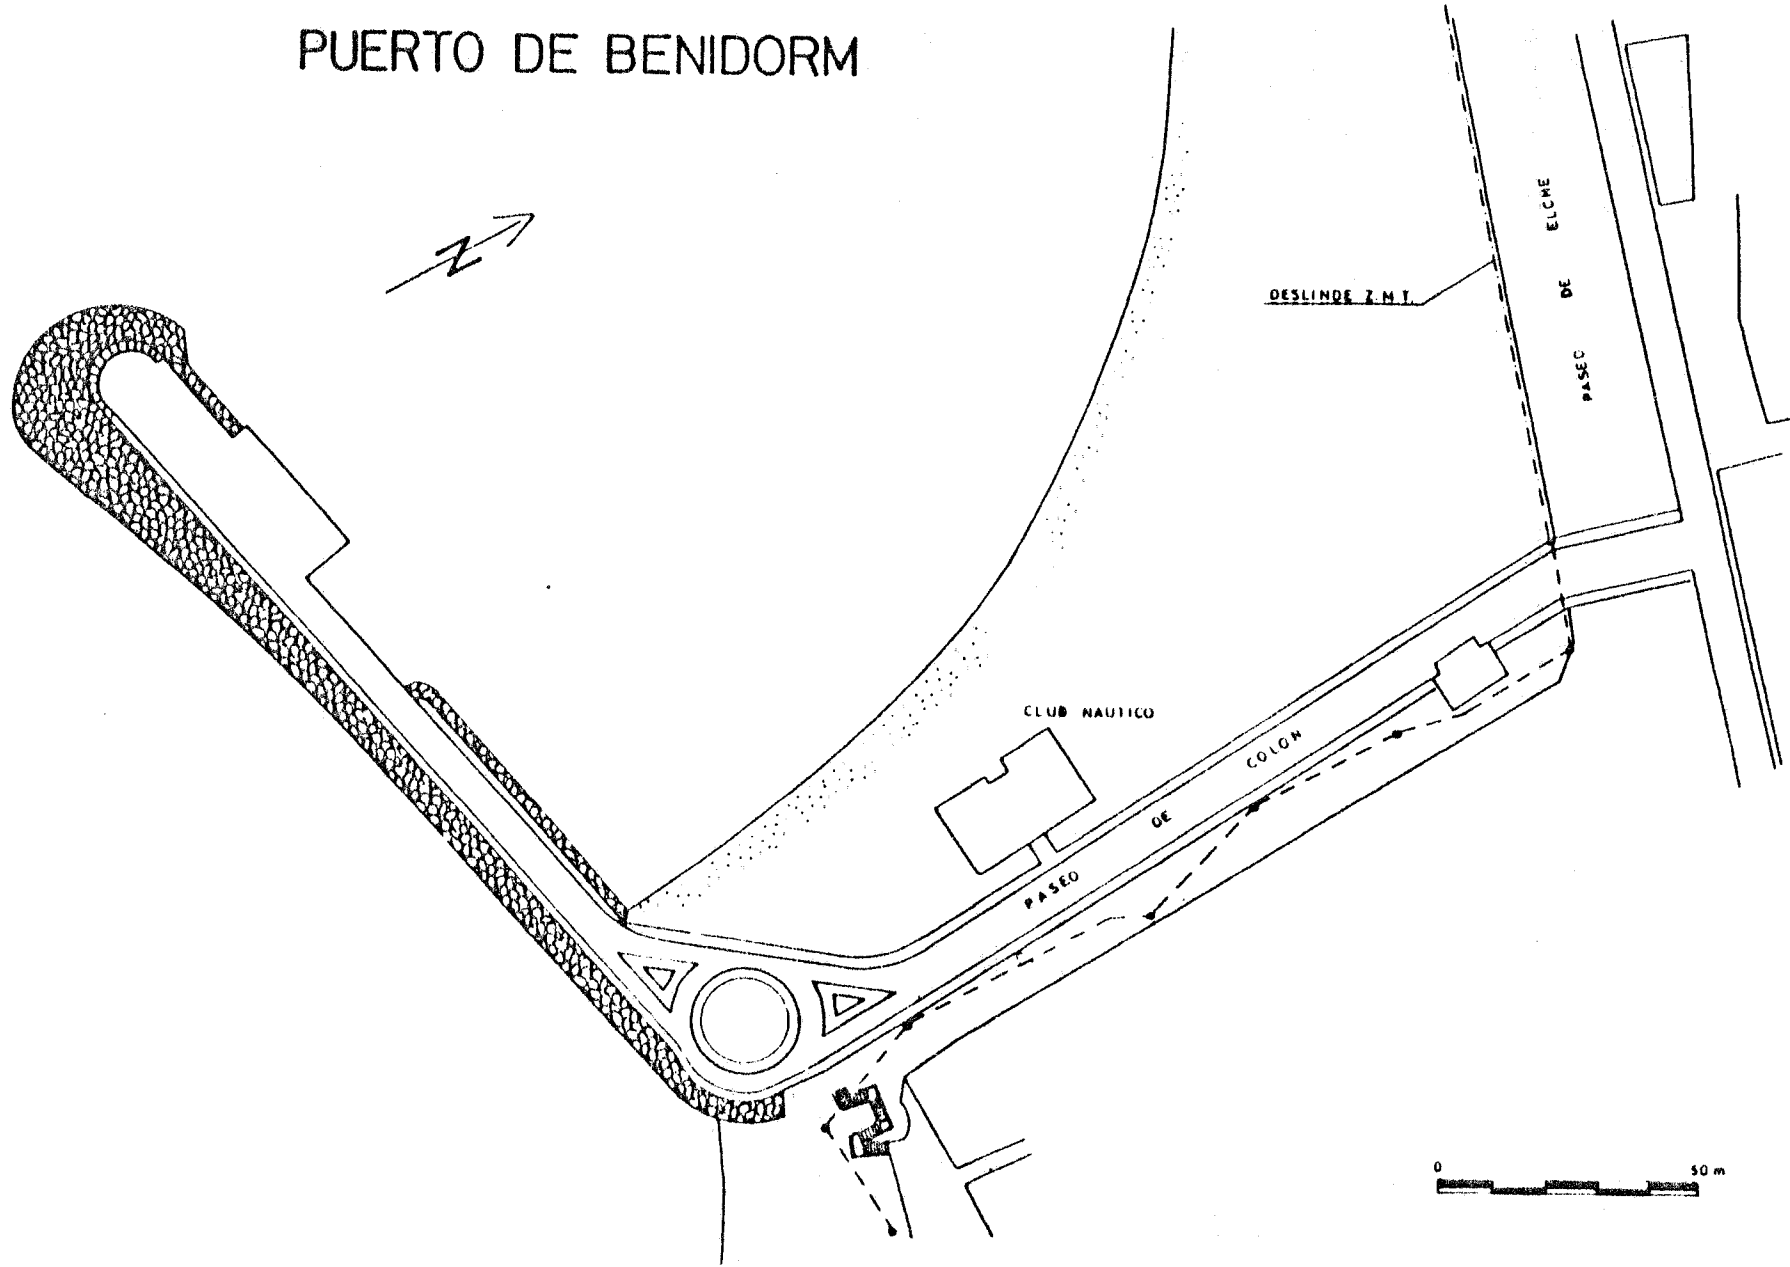 PUERTO DE BENIDORM
N
PASEO DE ELCHE
DESLINDE Z.M.T.
CLUB NAUTICO
PASEO DE COLON
0 50 m